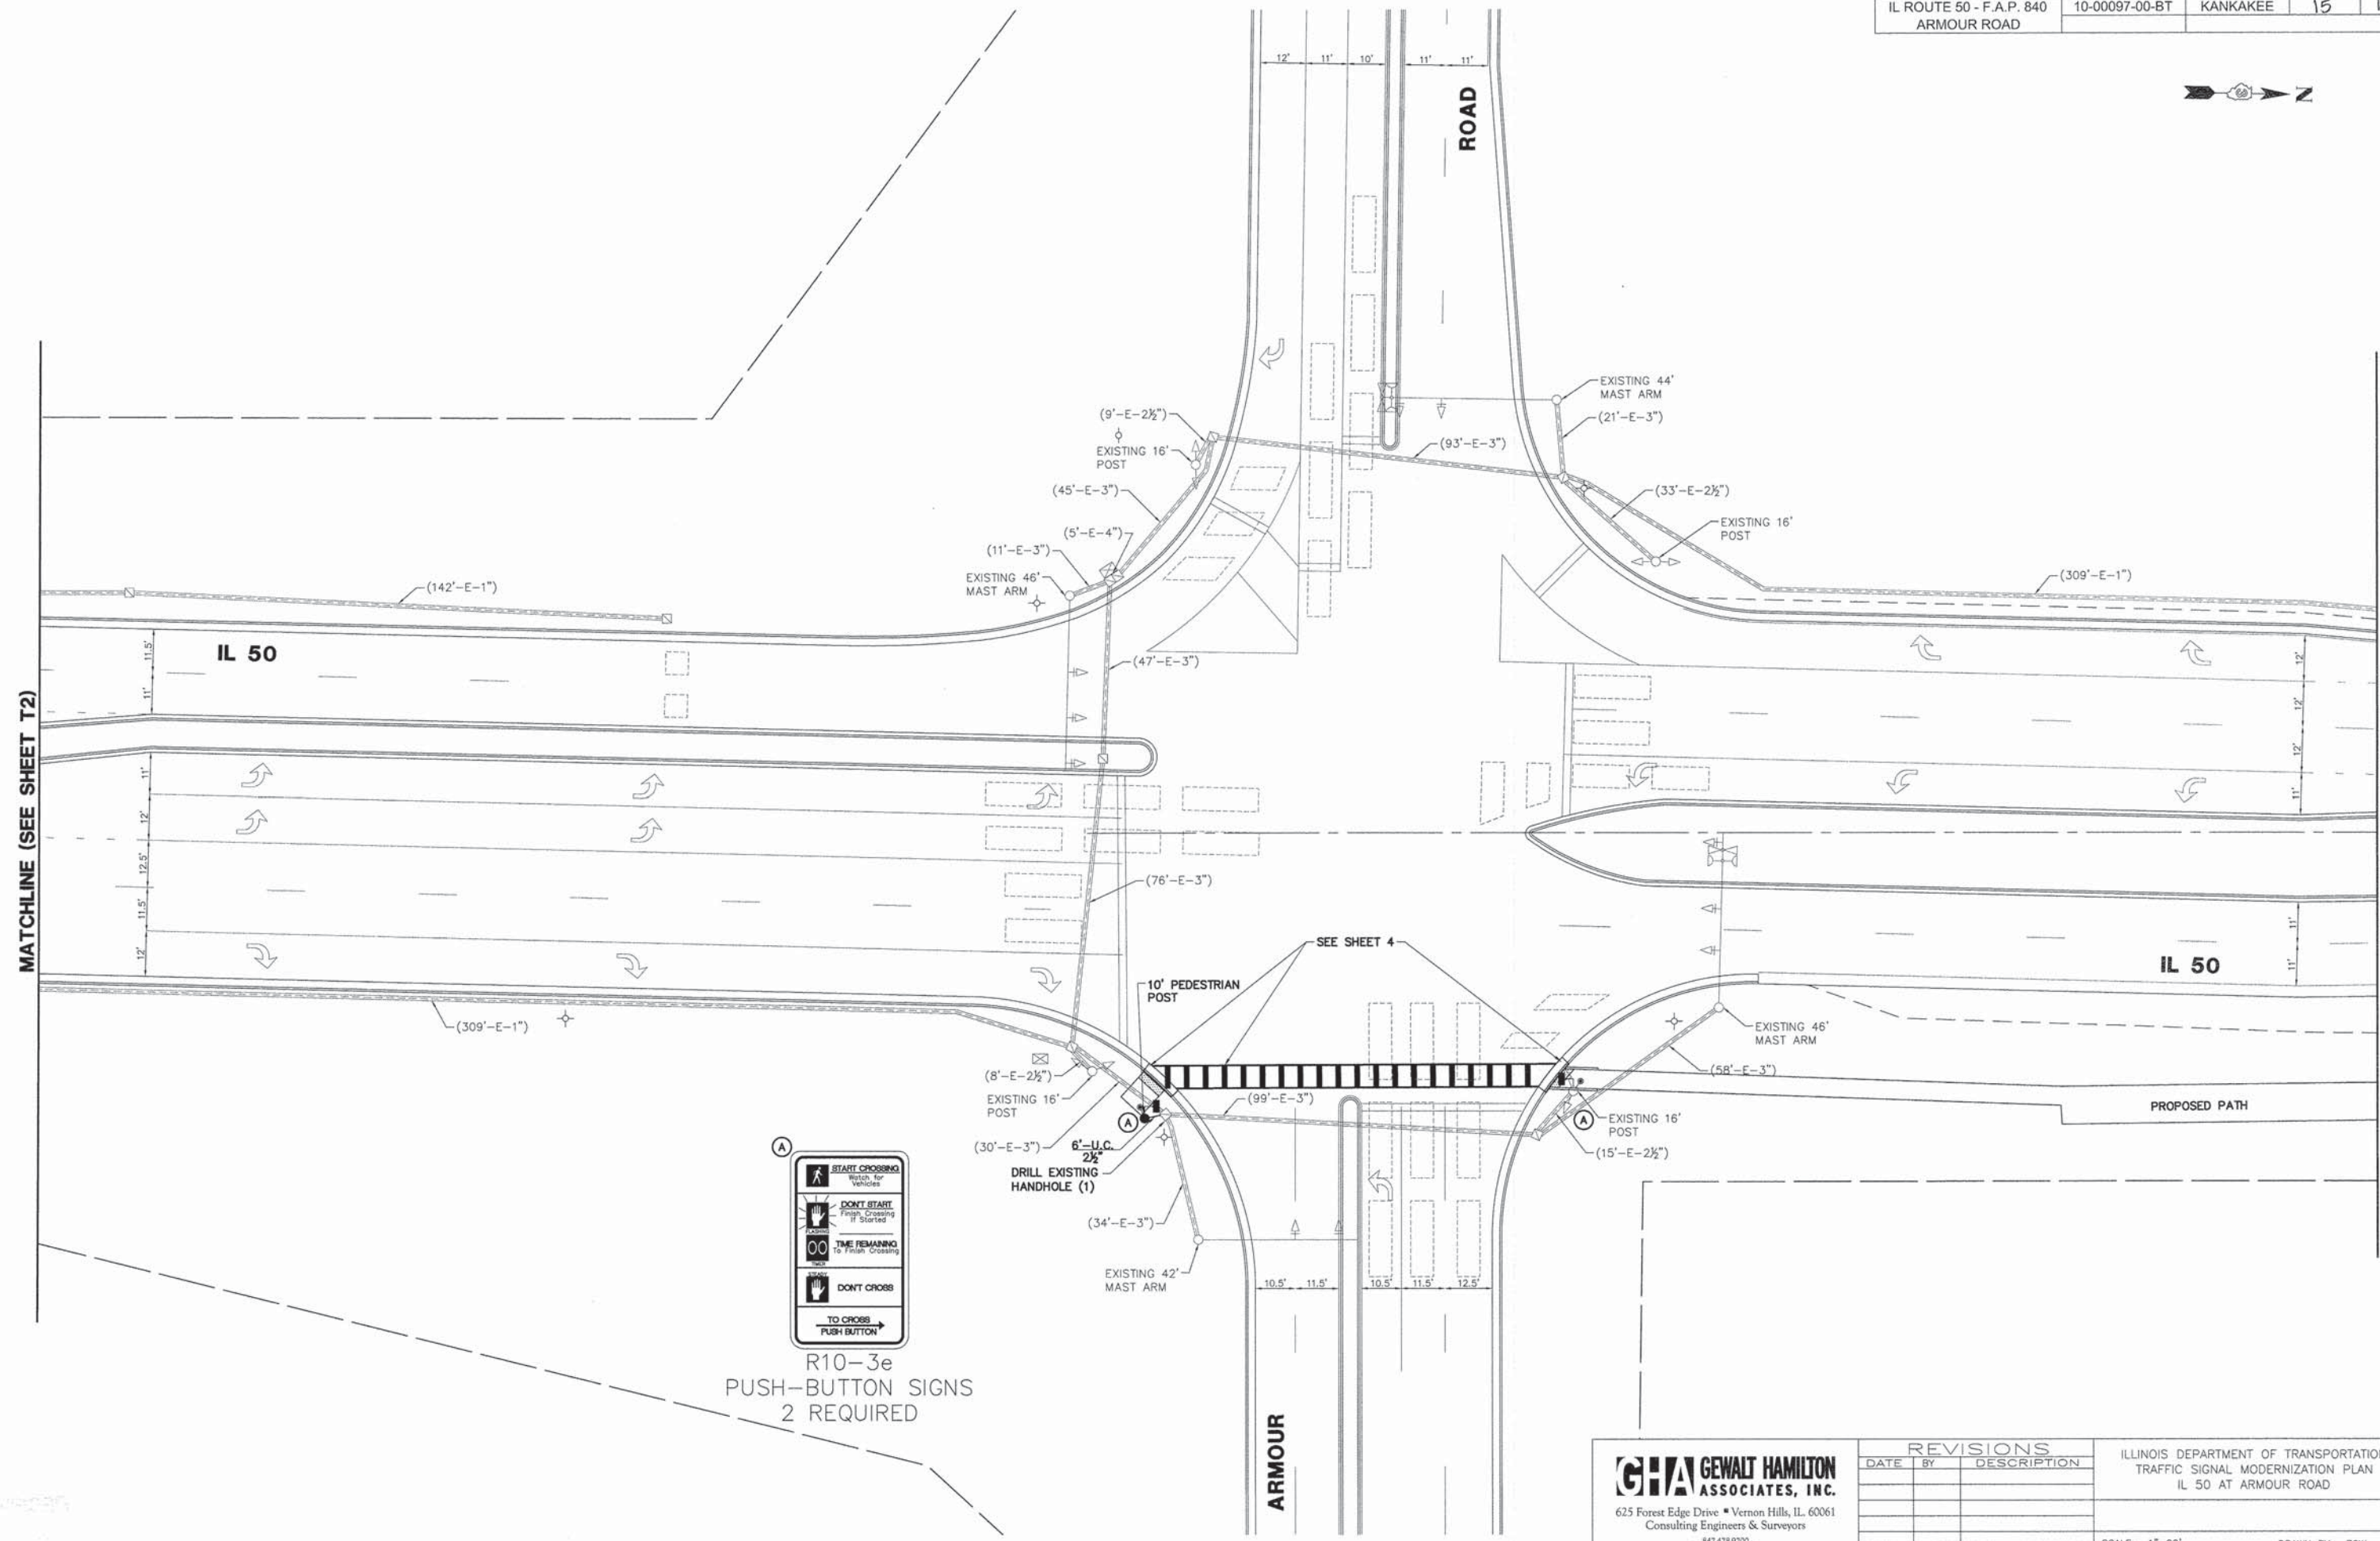 IL ROUTE 50 - F.A.P. 840 10-00097-00-BT KANKAKEE 15
ARMOUR ROAD
N
12' 11' 10' 11' 11'
ROAD
EXISTING 44'
MAST ARM
(21'-E-3")
(9'-E-2½")
EXISTING 16'
POST
(93'-E-3")
(45'-E-3")
(33'-E-2½")
(5'-E-4")
EXISTING 16'
POST
(11'-E-3")
EXISTING 46'
MAST ARM
(142'-E-1")
(309'-E-1")
IL 50
11.5'
11'
(47'-E-3")
12'
12'
12'
11'
MATCHLINE (SEE SHEET T2)
11'
12'
12.5'
11.5'
12'
(76'-E-3")
SEE SHEET 4
11'
11'
IL 50
10' PEDESTRIAN
POST
(309'-E-1")
EXISTING 46'
MAST ARM
(8'-E-2½")
(58'-E-3")
EXISTING 16'
POST
(99'-E-3")
PROPOSED PATH
A
A
EXISTING 16'
POST
(30'-E-3")
6'-U.C.
2½"
(15'-E-2½")
DRILL EXISTING
HANDHOLE (1)
(34'-E-3")
EXISTING 42'
MAST ARM
10.5' 11.5' 10.5' 11.5' 12.5'
A
START CROSSING
Watch for
Vehicles
DON'T START
Finish Crossing
If Started
FLASHING
00
TIME REMAINING
To Finish Crossing
TIMER
STEADY
DON'T CROSS
TO CROSS
PUSH BUTTON
R10-3e
PUSH-BUTTON SIGNS
2 REQUIRED
ARMOUR
GHA GEWALT HAMILTON
ASSOCIATES, INC.
625 Forest Edge Drive ■ Vernon Hills, IL. 60061
Consulting Engineers & Surveyors
REVISIONS
DATE BY DESCRIPTION
ILLINOIS DEPARTMENT OF TRANSPORTATIO
TRAFFIC SIGNAL MODERNIZATION PLAN
IL 50 AT ARMOUR ROAD